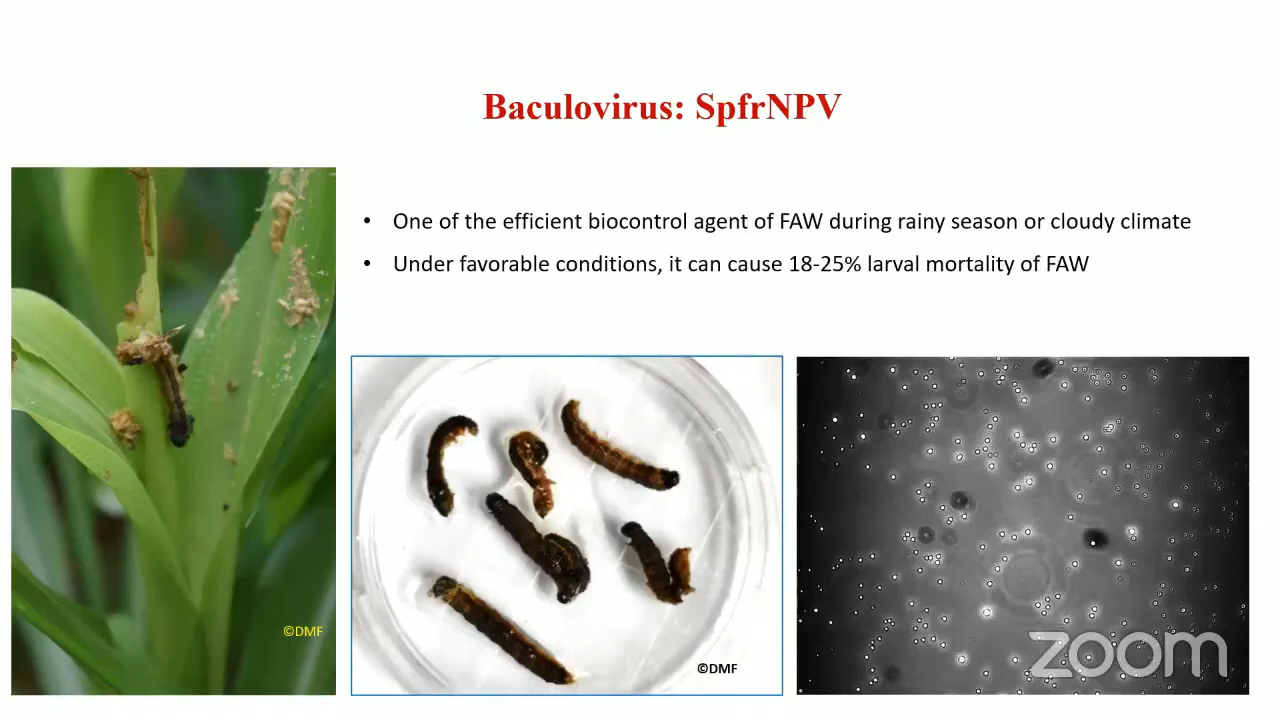 Baculovirus: SpfrNPV
• One of the efficient biocontrol agent of FAW during rainy season or cloudy climate
• Under favorable conditions, it can cause 18-25% larval mortality of FAW
©DMF
©DMF
zoom